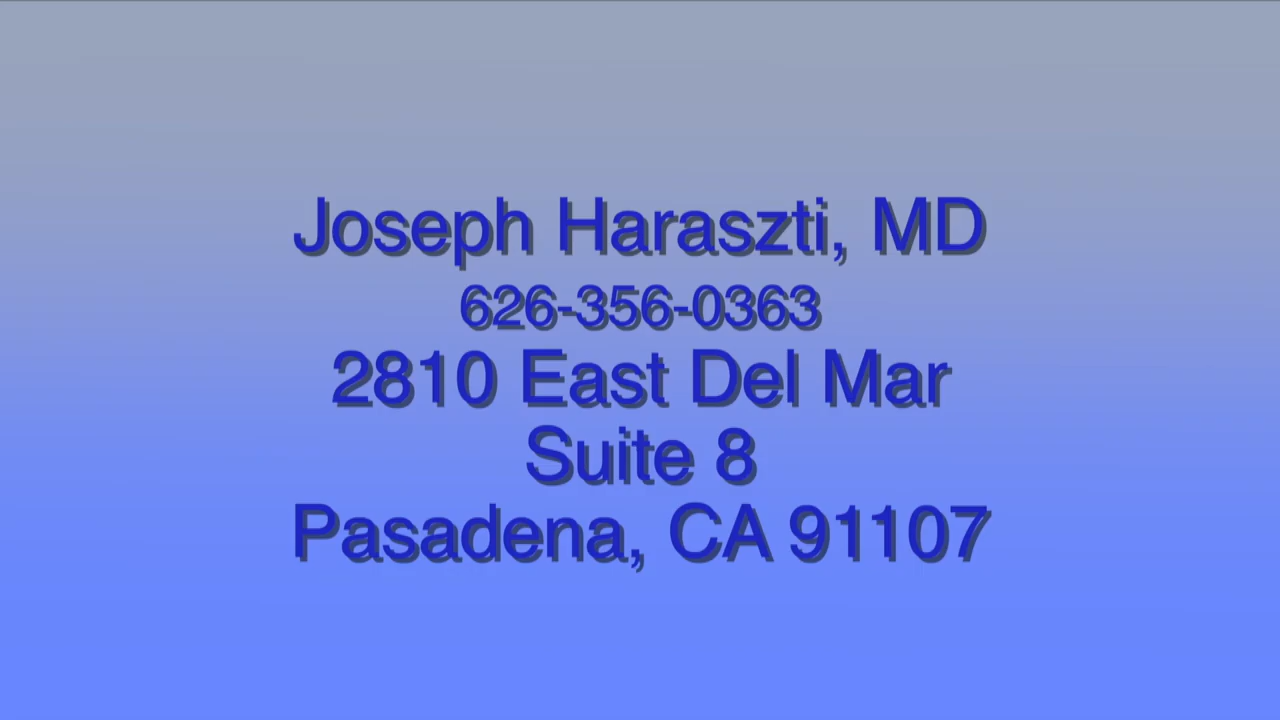 Joseph Haraszti, MD
626-356-0363
2810 East Del Mar
Suite 8
Pasadena, CA 91107